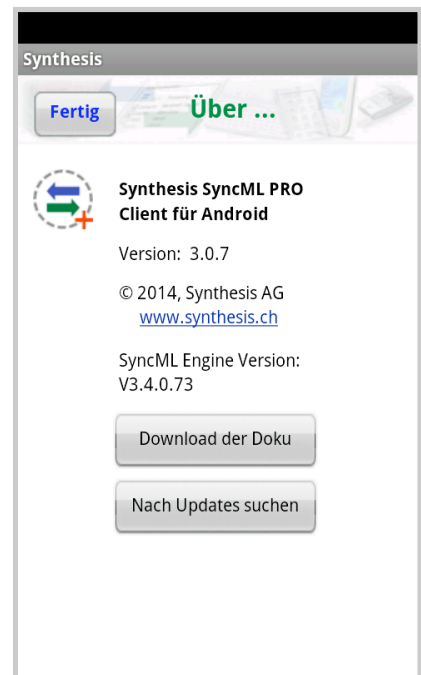 Synthesis
Fertig
Über ...
Synthesis SyncML PRO
Client für Android
Version: 3.0.7
© 2014, Synthesis AG
www.synthesis.ch
SyncML Engine Version:
V3.4.0.73
Download der Doku
Nach Updates suchen